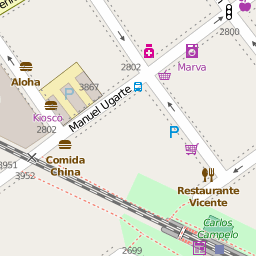 2800
2802
Marva
Aloha
3867
P
Manuel Ugarte
Kiosco
2802
P
3951
Comida
China
3952
Restaurante
Vicente
Carlos
Campelo
2699